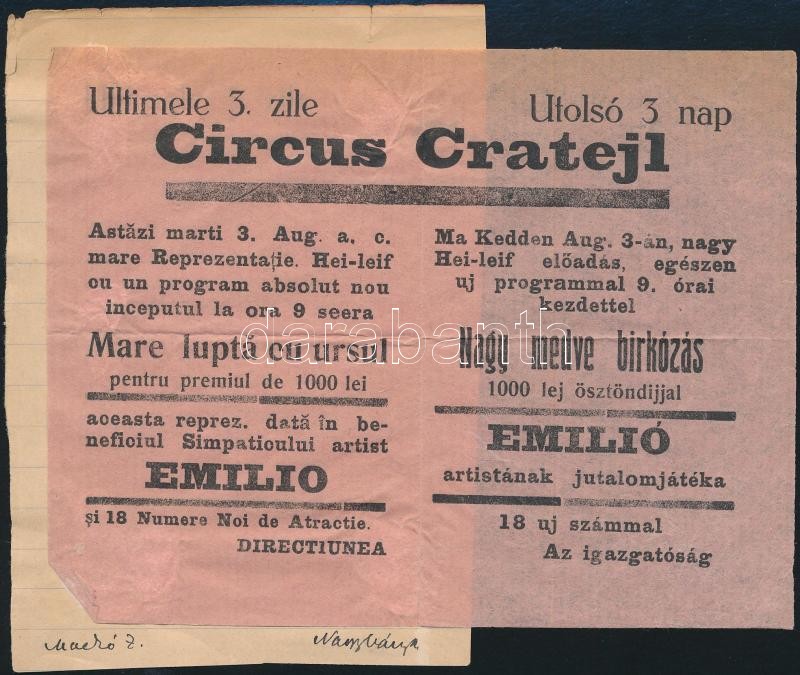 Ultimele 3. zile
Utolsó 3 nap
Circus Cratejl
Astăzi marti 3. Aug. a. c.
mare Reprezentație. Hei-leif
cu un program absolut nou
inceputul la ora 9 seera
Mare luptă cu ursul
pentru premiul de 1000 lei
aceasta reprez. dată în be-
neficiul Simpaticului artist
EMILIO
și 18 Numere Noi de Atractie.
DIRECTIUNEA
Ma Kedden Aug. 3-án, nagy
Hei-leif előadás, egészen
uj programmal 9. órai
kezdettel
Nagy medve birkózás
1000 lej ösztöndijjal
EMILIÓ
artistának jutalomjátéka
18 uj számmal
Az igazgatóság
darabanth
Nagybánya